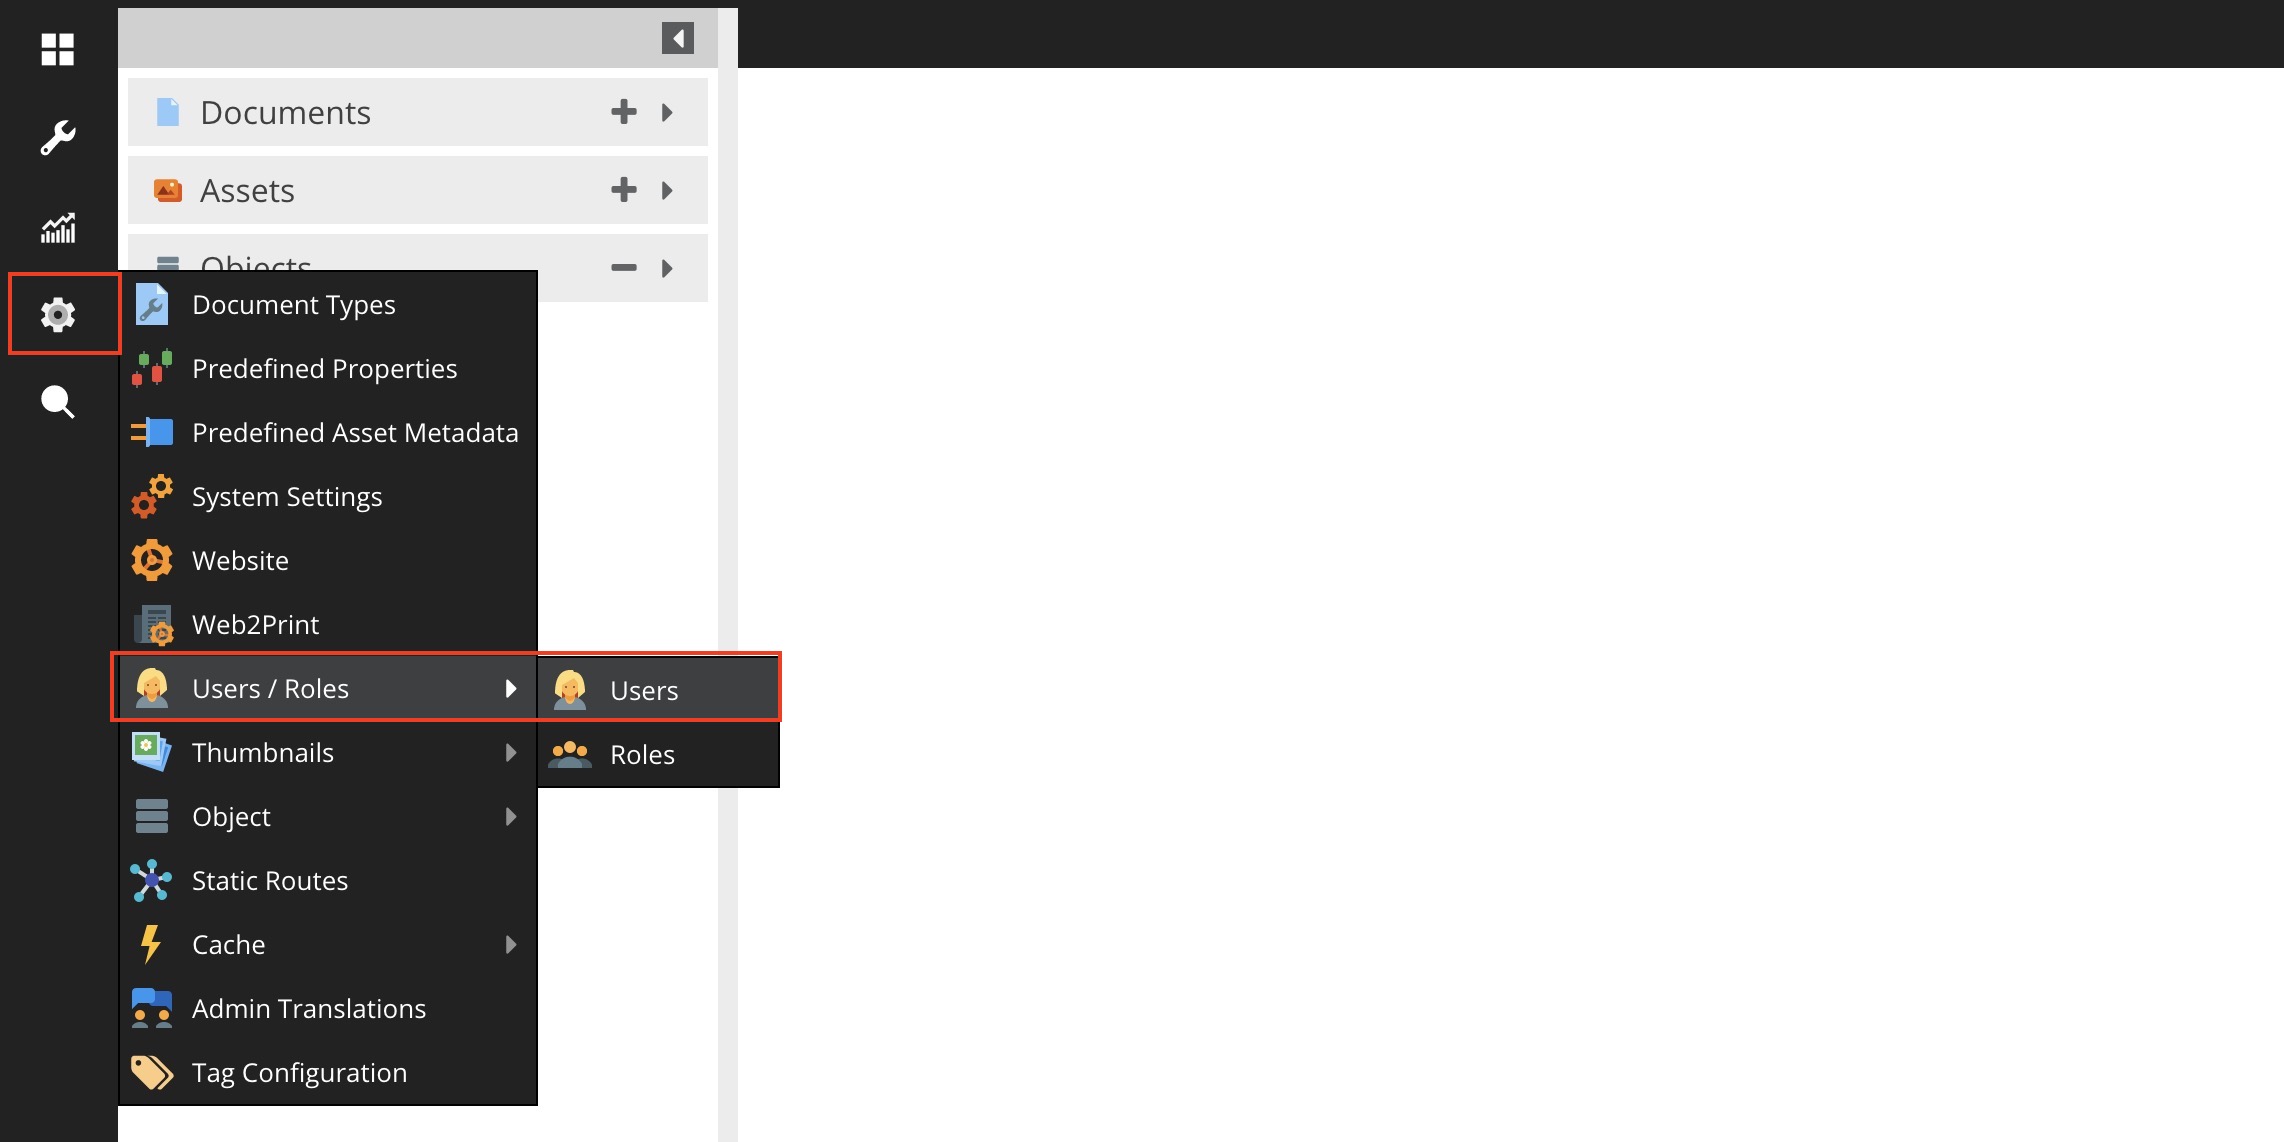 Documents
Assets
Objects
Document Types
Predefined Properties
Predefined Asset Metadata
System Settings
Website
Web2Print
Users / Roles
Users
Thumbnails
Roles
Object
Static Routes
Cache
Admin Translations
Tag Configuration